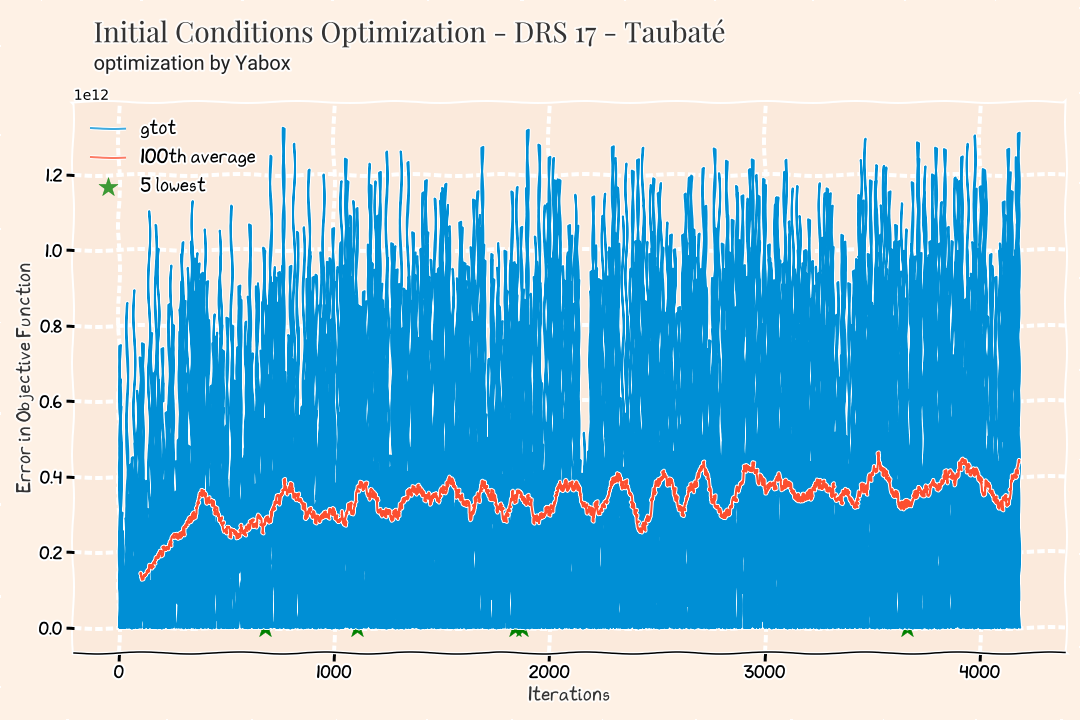 Initial Conditions Optimization - DRS 17 - Taubaté
optimization by Yabox
1e12
gtot
100th average
5 lowest
1.2
1.0
0.8
0.6
0.4
0.2
0.0
Error in Objective Function
0 1000 2000 3000 4000
Iterations